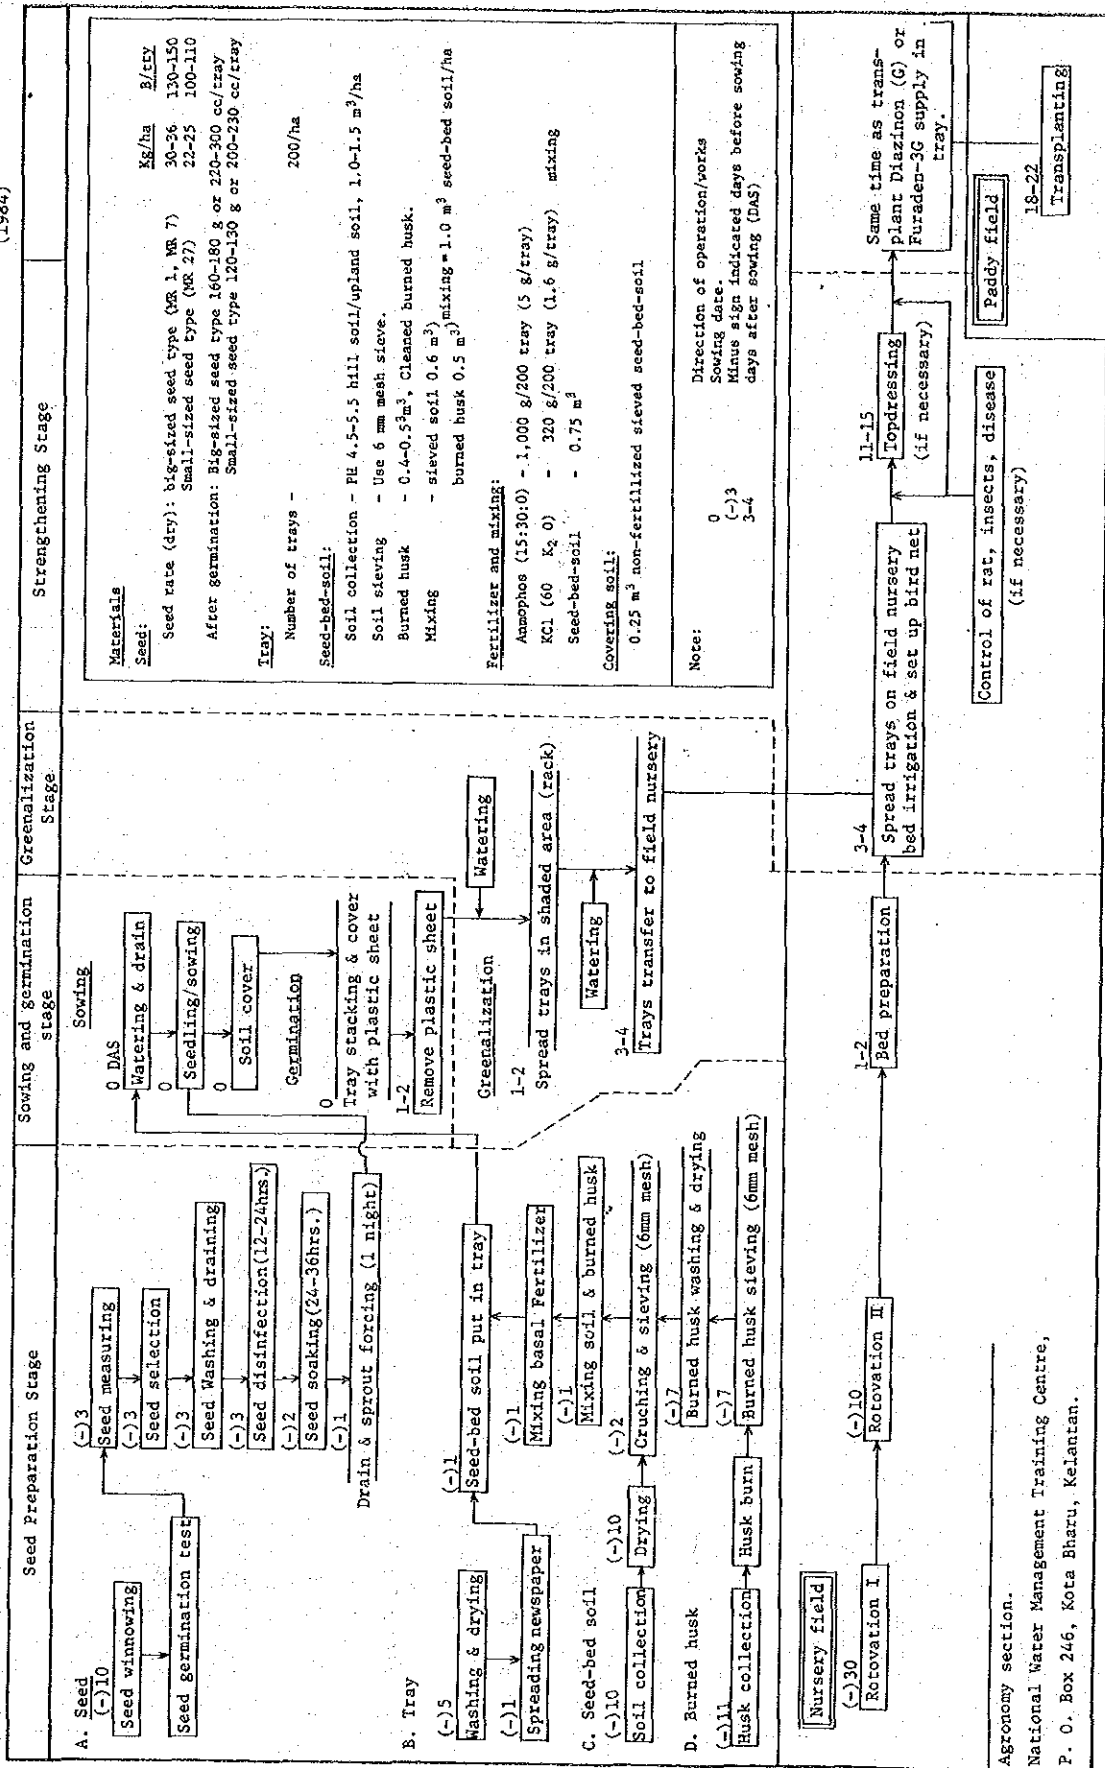 (1984)
Seed Preparation Stage
Sowing and germination stage
Greenalization Stage
Strengthening Stage
A. Seed
(-)10
Seed winnowing
Seed germination test
(-)3
Seed measuring
(-)3
Seed selection
(-)3
Seed Washing & draining
(-)3
Seed disinfection(12-24hrs.)
(-)2
Seed soaking(24-36hrs.)
(-)1
Drain & sprout forcing (1 night)
B. Tray
(-)5
Washing & drying
(-)1
Spreading newspaper
(-)1
Seed-bed soil put in tray
(-)1
Mixing basal Fertilizer
(-)1
Mixing soil & burned husk
C. Seed-bed soil
(-)10
Soil collection
(-)10
Drying
(-)2
Cruching & sieving (6mm mesh)
D. Burned husk
(-)11
Husk collection
Husk burn
(-)7
Burned husk washing & drying
(-)7
Burned husk sieving (6mm mesh)
Sowing
0 DAS
Watering & drain
0
Seedling/sowing
0
Soil cover
Germination
0
Tray stacking & cover
with plastic sheet
1-2
Remove plastic sheet
Watering
Greenalization
1-2
Spread trays in shaded area (rack)
Watering
3-4
Trays transfer to field nursery
Materials
Seed:
Kg/ha B/tty
Seed rate (dry): big-sized seed type (MR 1, MR 7) 30-36 130-150
Small-sized seed type (MR 27) 22-25 100-110
After germination: Big-sized seed type 160-180 g or 220-300 cc/tray
Small-sized seed type 120-130 g or 200-230 cc/tray
Tray:
Number of trays - 200/ha
Seed-bed-soil:
Soil collection - PH 4.5-5.5 hill soil/upland soil, 1.0-1.5 m³/ha
Soil sieving - Use 6 mm mesh sieve.
Burned husk - 0.4-0.5m³, Cleaned burned husk.
Mixing - sieved soil 0.6 m³)
mixing = 1.0 m³ seed-bed soil/ha
burned husk 0.5 m³)
Fertilizer and mixing:
Ammophos (15:30:0) - 1,000 g/200 tray (5 g/tray)
KCl (60 K₂ O) - 320 g/200 tray (1.6 g/tray) mixing
Seed-bed-soil - 0.75 m³
Covering soil:
0.25 m³ non-fertillized sieved seed-bed-soil
Note:
Direction of operation/works
0 Sowing date.
(-)3 Minus sign indicated days before sowing
3-4 days after sowing (DAS)
Nursery field
(-)30
Rotovation I
(-)10
Rotovation II
1-2
Bed preparation
3-4
Spread trays on field nursery
bed irrigation & set up bird net
11-15
Topdressing
(if necessary)
Control of rat, insects, disease
(if necessary)
Same time as trans-
plant Diazinon (G) or
Furaden-3G supply in
tray.
Paddy field
18-22
Transplanting
Agronomy section.
National Water Management Training Centre,
P. O. Box 246, Kota Bharu, Kelantan.